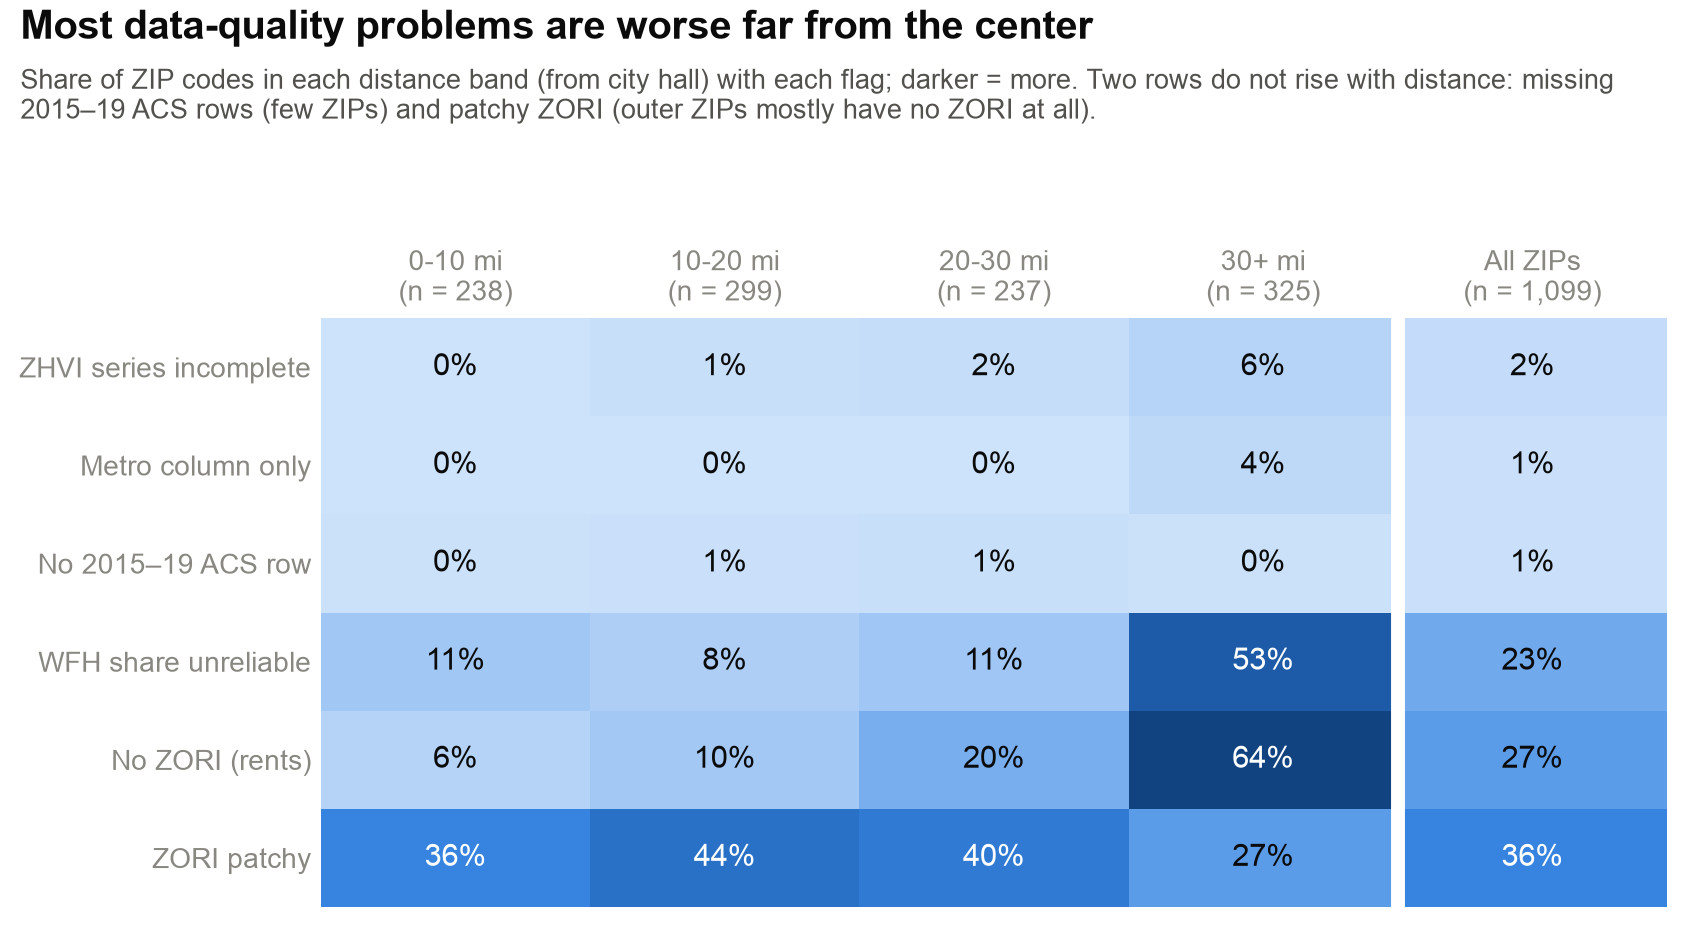 Most data-quality problems are worse far from the center
Share of ZIP codes in each distance band (from city hall) with each flag; darker = more. Two rows do not rise with distance: missing
2015–19 ACS rows (few ZIPs) and patchy ZORI (outer ZIPs mostly have no ZORI at all).
0-10 mi 10-20 mi 20-30 mi 30+ mi All ZIPs
(n = 238) (n = 299) (n = 237) (n = 325) (n = 1,099)
ZHVI series incomplete 0% 1% 2% 6% 2%
Metro column only 0% 0% 0% 4% 1%
No 2015–19 ACS row 0% 1% 1% 0% 1%
WFH share unreliable 11% 8% 11% 53% 23%
No ZORI (rents) 6% 10% 20% 64% 27%
ZORI patchy 36% 44% 40% 27% 36%